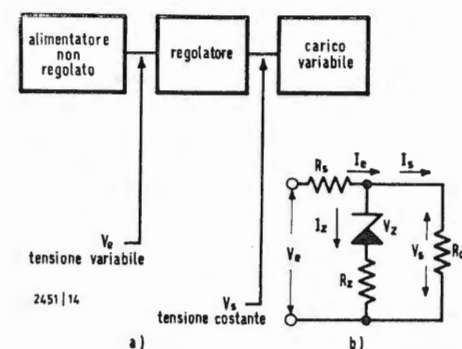 alimentatore
non
regolato
regolatore
carico
variabile
Ve
tensione variabile
Vs
tensione costante
2451|14
a)
Rs
Ie
Is
Iz
Vz
Ve
Rz
Vs
b)